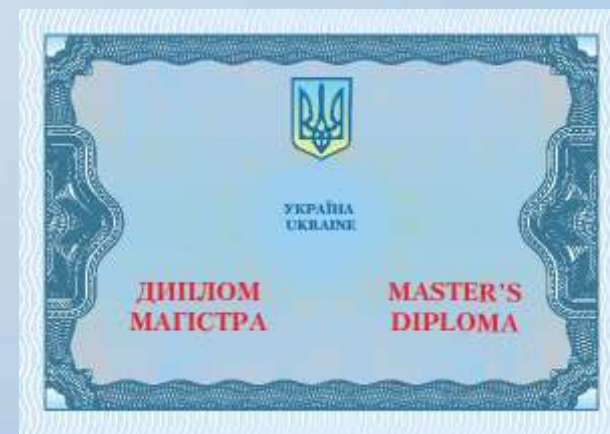 УКРАЇНА
UKRAINE
ДИПЛОМ
МАГІСТРА
MASTER'S
DIPLOMA